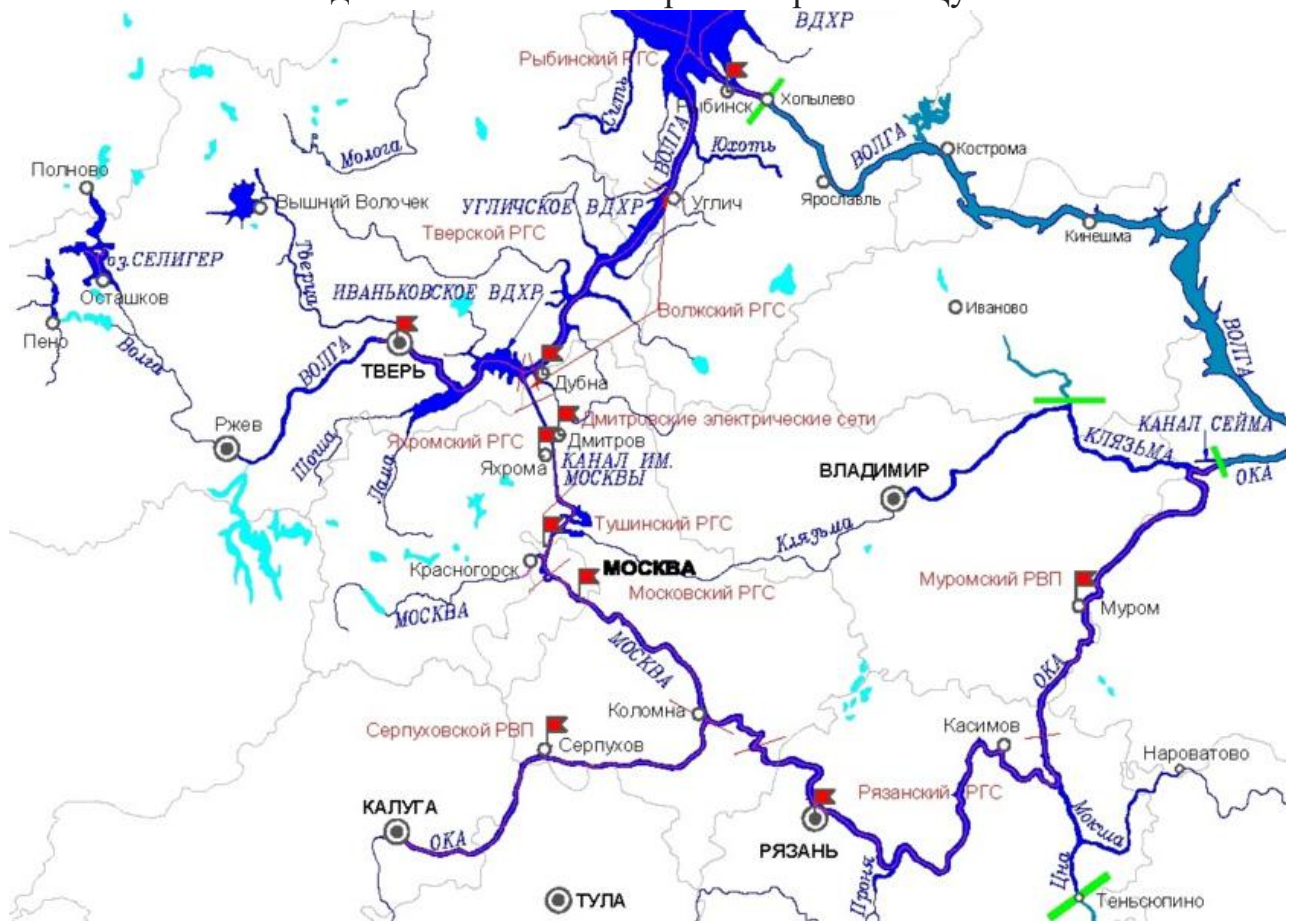 ВДХР
Рыбинский РГС
Рыбинск
Хопылево
Сить
ВОЛГА
Юхоть
ВОЛГА
Кострома
Молога
Полново
Вышний Волочек
УГЛИЧСКОЕ ВДХР
Углич
Ярославль
Кинешма
Тверской РГС
оз.СЕЛИГЕР
Осташков
Тверца
ИВАНЬКОВСКОЕ ВДХР
Волжский РГС
Иваново
Пено
Волга
ВОЛГА
ТВЕРЬ
ВОЛГА
Дубна
Ржев
Шоша
Лама
Дмитровские электрические сети
Яхромский РГС
Дмитров
Яхрома
КАНАЛ ИМ.
МОСКВЫ
КАНАЛ СЕЙМА
КЛЯЗЬМА
ОКА
ВЛАДИМИР
Тушинский РГС
Клязьма
Красногорск
МОСКВА
Московский РГС
МОСКВА
Муромский РВП
Муром
МОСКВА
ОКА
Коломна
Серпуховской РВП
Серпухов
Касимов
Нароватово
Рязанский РГС
КАЛУГА
ОКА
РЯЗАНЬ
Мокша
Проня
Цна
Теньсюпино
ТУЛА